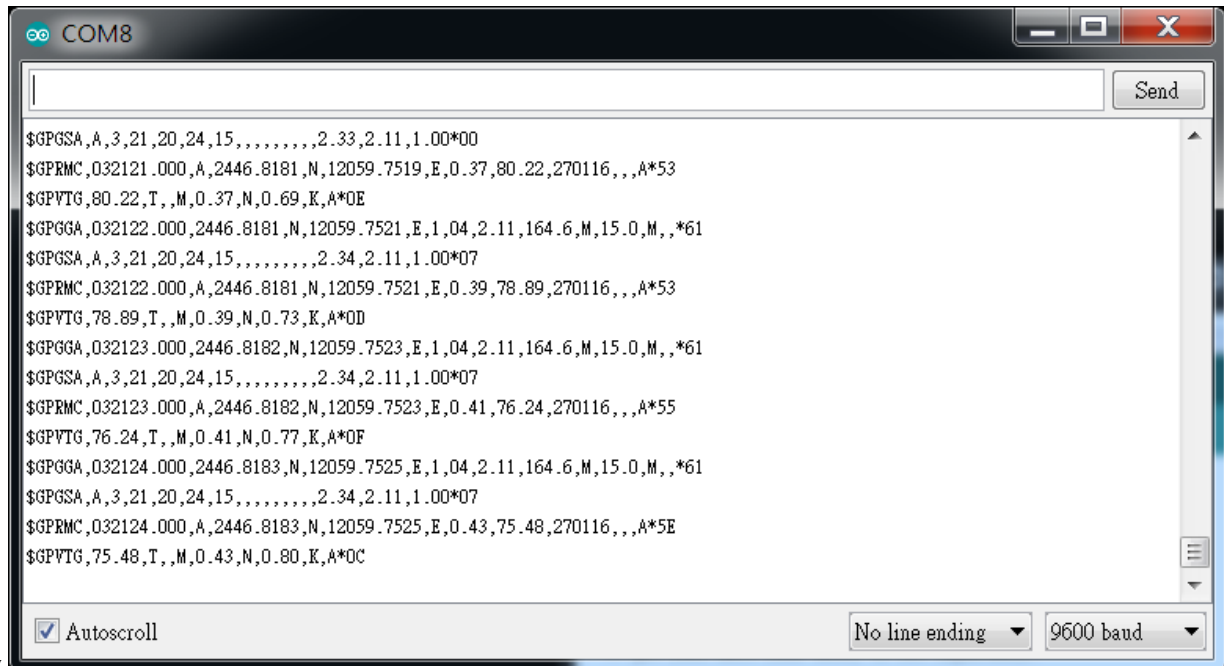 COM8
Send
$GPGSA,A,3,21,20,24,15,,,,,,,,,2.33,2.11,1.00*00
$GPRMC,032121.000,A,2446.8181,N,12059.7519,E,0.37,80.22,270116,,,A*53
$GPVTG,80.22,T,,M,0.37,N,0.69,K,A*0E
$GPGGA,032122.000,2446.8181,N,12059.7521,E,1,04,2.11,164.6,M,15.0,M,,*61
$GPGSA,A,3,21,20,24,15,,,,,,,,,2.34,2.11,1.00*07
$GPRMC,032122.000,A,2446.8181,N,12059.7521,E,0.39,78.89,270116,,,A*53
$GPVTG,78.89,T,,M,0.39,N,0.73,K,A*0D
$GPGGA,032123.000,2446.8182,N,12059.7523,E,1,04,2.11,164.6,M,15.0,M,,*61
$GPGSA,A,3,21,20,24,15,,,,,,,,,2.34,2.11,1.00*07
$GPRMC,032123.000,A,2446.8182,N,12059.7523,E,0.41,76.24,270116,,,A*55
$GPVTG,76.24,T,,M,0.41,N,0.77,K,A*0F
$GPGGA,032124.000,2446.8183,N,12059.7525,E,1,04,2.11,164.6,M,15.0,M,,*61
$GPGSA,A,3,21,20,24,15,,,,,,,,,2.34,2.11,1.00*07
$GPRMC,032124.000,A,2446.8183,N,12059.7525,E,0.43,75.48,270116,,,A*5E
$GPVTG,75.48,T,,M,0.43,N,0.80,K,A*0C
Autoscroll
No line ending
9600 baud